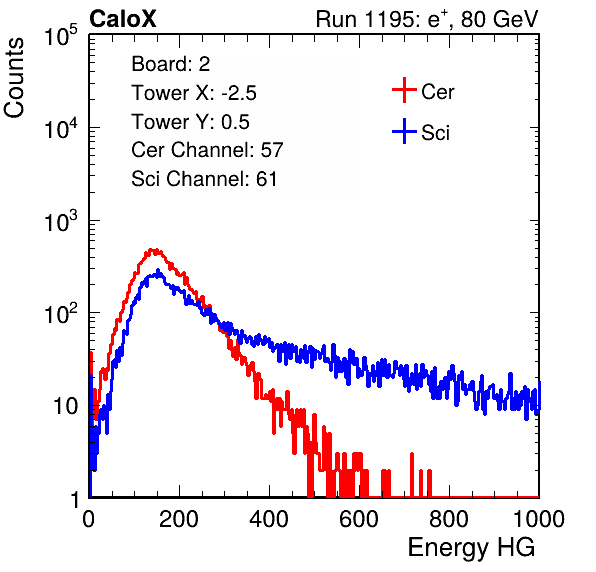 CaloX Run 1195: e⁺, 80 GeV
Counts
Board: 2
Tower X: -2.5
Tower Y: 0.5
Cer Channel: 57
Sci Channel: 61
Cer
Sci
10⁵
10⁴
10³
10²
10
1
0 200 400 600 800 1000
Energy HG